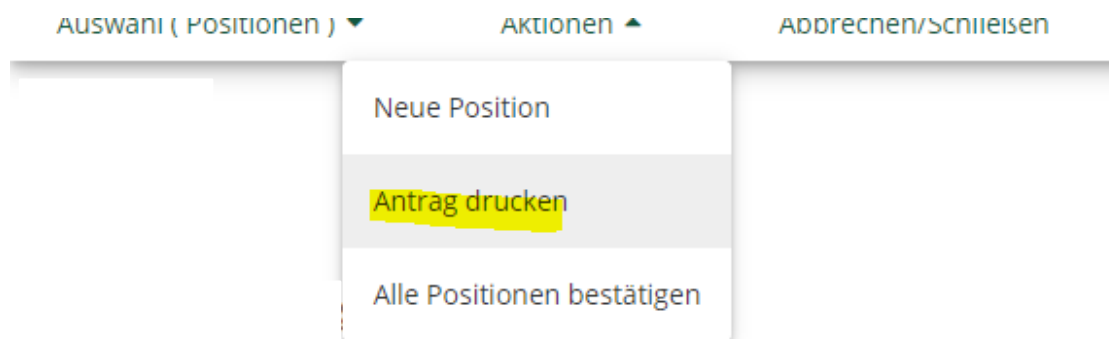 Auswahl ( Positionen ) Aktionen Abbrechen/Schließen
Neue Position
Antrag drucken
Alle Positionen bestätigen